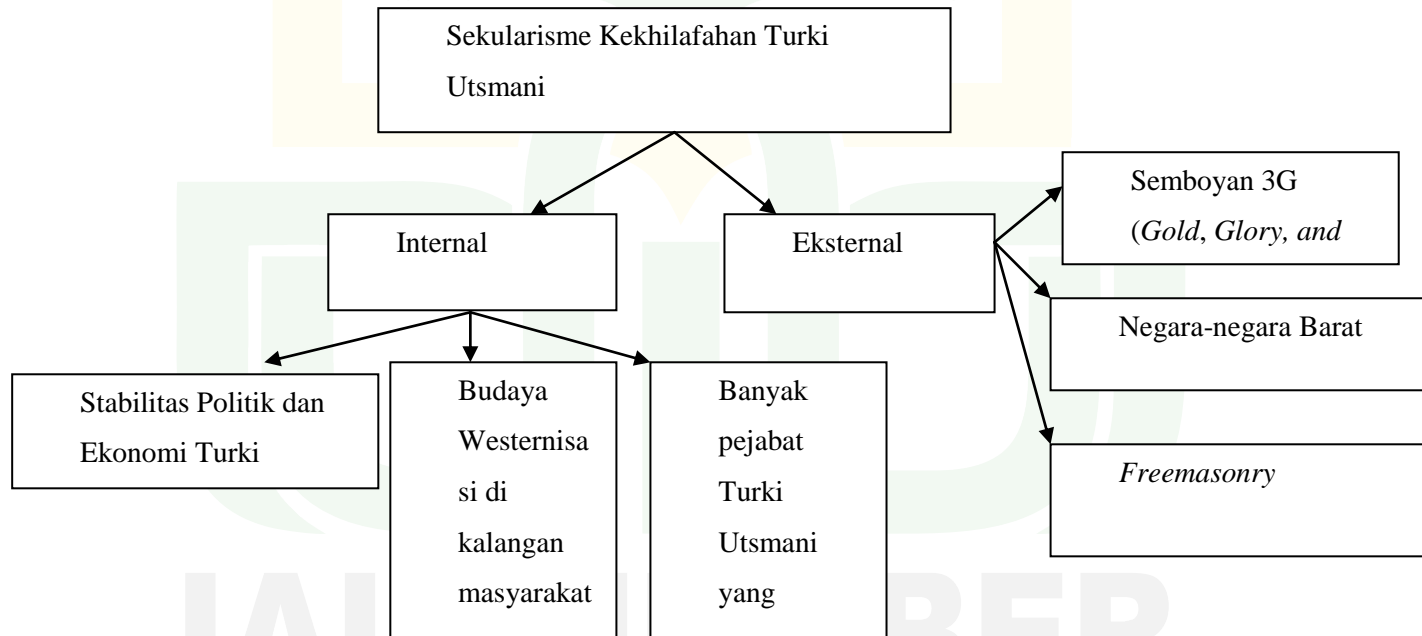 Sekularisme Kekhilafahan Turki
Utsmani
Internal
Eksternal
Semboyan 3G
(Gold, Glory, and
Negara-negara Barat
Freemasonry
Stabilitas Politik dan
Ekonomi Turki
Budaya
Westernisa
si di
kalangan
masyarakat
Banyak
pejabat
Turki
Utsmani
yang